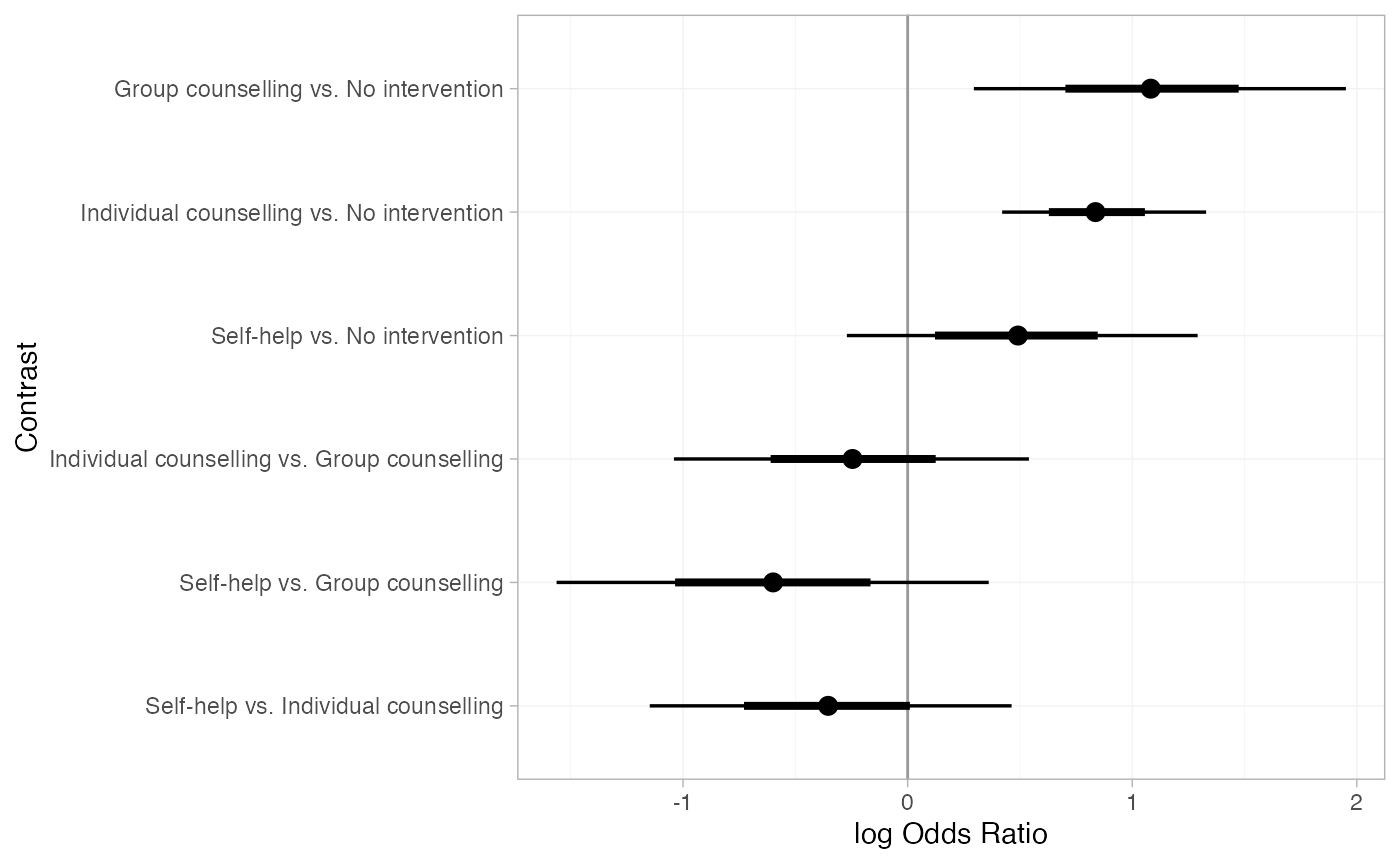 Group counselling vs. No intervention
Individual counselling vs. No intervention
Self-help vs. No intervention
Contrast
Individual counselling vs. Group counselling
Self-help vs. Group counselling
Self-help vs. Individual counselling
-1 0 1 2
log Odds Ratio